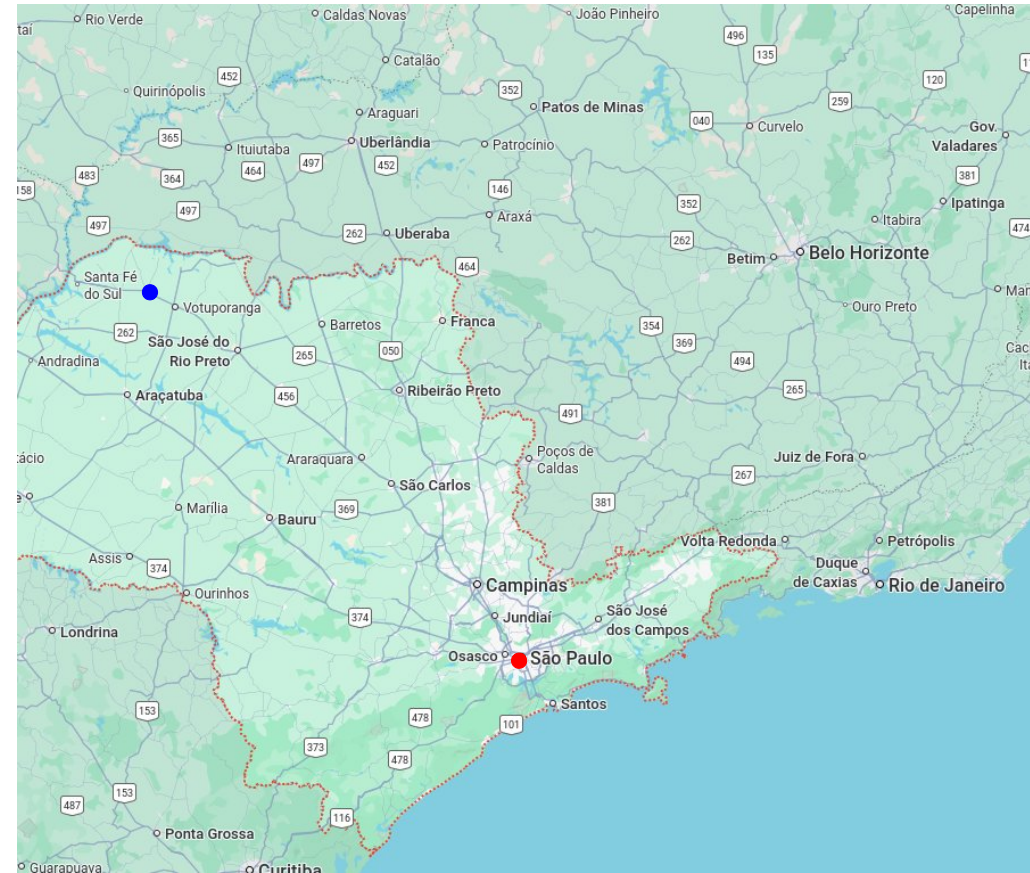 Rio Verde
Caldas Novas
João Pinheiro
Capelinha
Catalão
496
135
452
120
Quirinópolis
352
Araguari
Patos de Minas
259
040
Curvelo
Gov.
Valadares
365
Uberlândia
Patrocínio
Ituiutaba
497
452
464
483
364
146
381
158
Ipatinga
497
352
Araxá
Itabira
497
262
Uberaba
262
474
Belo Horizonte
Betim
464
Santa Fé
do Sul
Votuporanga
Ouro Preto
Barretos
Franca
354
262
369
São José do
Rio Preto
265
050
494
Andradina
Ribeirão Preto
265
Araçatuba
456
491
Poços de
Caldas
Juiz de Fora
Araraquara
267
São Carlos
381
Marília
369
Bauru
Volta Redonda
Petrópolis
Assis
374
Duque
de Caxias
Campinas
Rio de Janeiro
Ourinhos
São José
dos Campos
374
Jundiaí
Londrina
Osasco
São Paulo
Santos
153
478
101
373
478
153
487
116
Ponta Grossa
Guarapuava
Curitiba